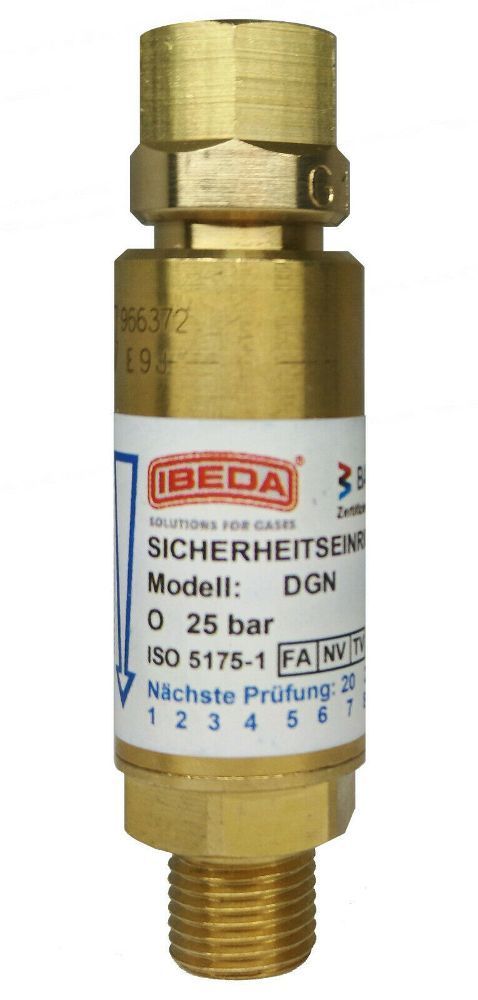 G
966372
E93
IBEDA®
SOLUTIONS FOR GASES
SICHERHEITSEINR
Modell: DGN
O 25 bar
ISO 5175-1 FA NV TV
Nächste Prüfung: 20
1 2 3 4 5 6 7